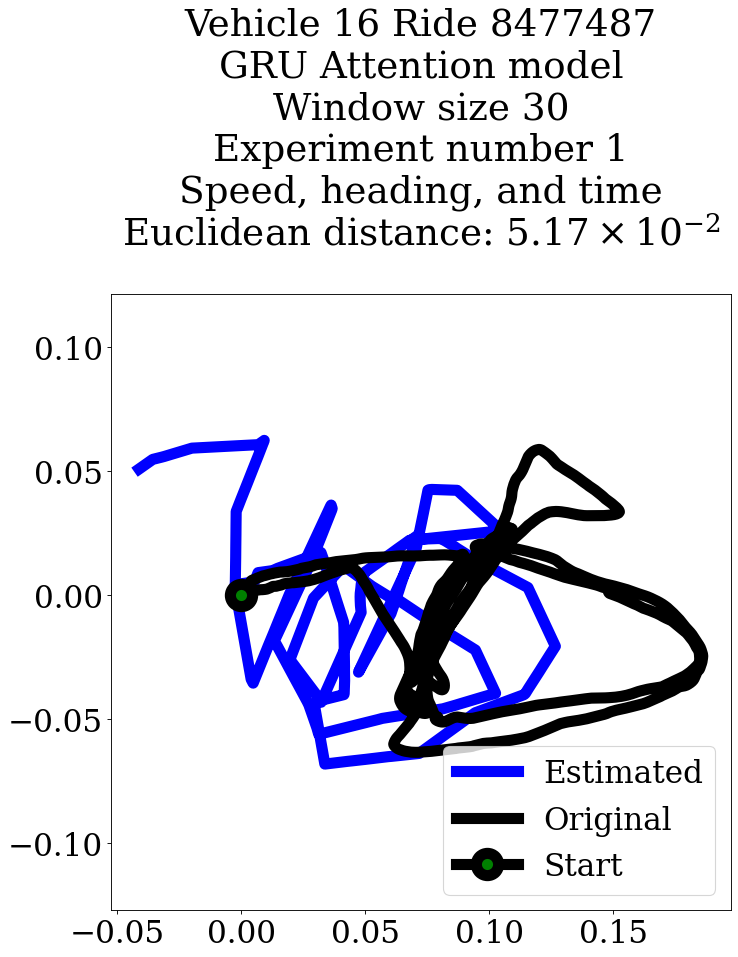 Vehicle 16 Ride 8477487
GRU Attention model
Window size 30
Experiment number 1
Speed, heading, and time
Euclidean distance: 5.17 × 10⁻²
0.10
0.05
0.00
−0.05
−0.10
Estimated
Original
Start
−0.05 0.00 0.05 0.10 0.15